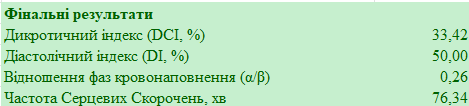 Фінальні результати
Дикротичний індекс (DCI, %) 33,42
Діастолічний індекс (DI, %) 50,00
Відношення фаз кровонаповнення (α/β) 0,26
Частота Серцевих Скорочень, хв 76,34